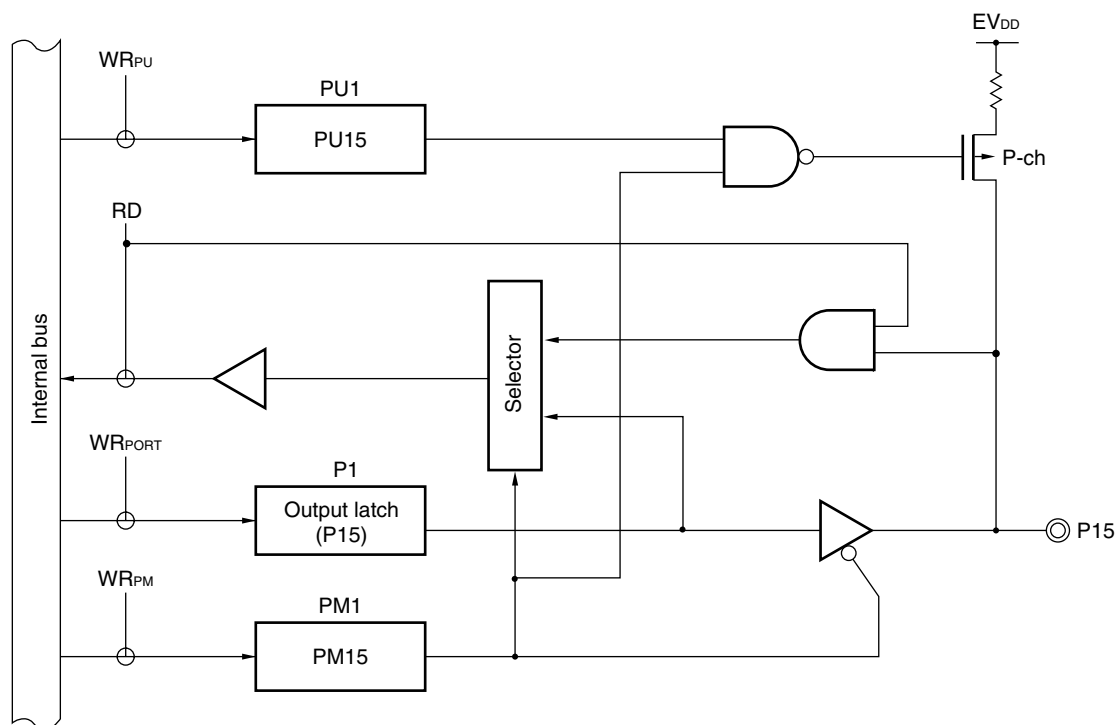 EVDD
WRPU
PU1
PU15
P-ch
RD
Selector
Internal bus
WRPORT
P1
Output latch
(P15)
P15
WRPM
PM1
PM15